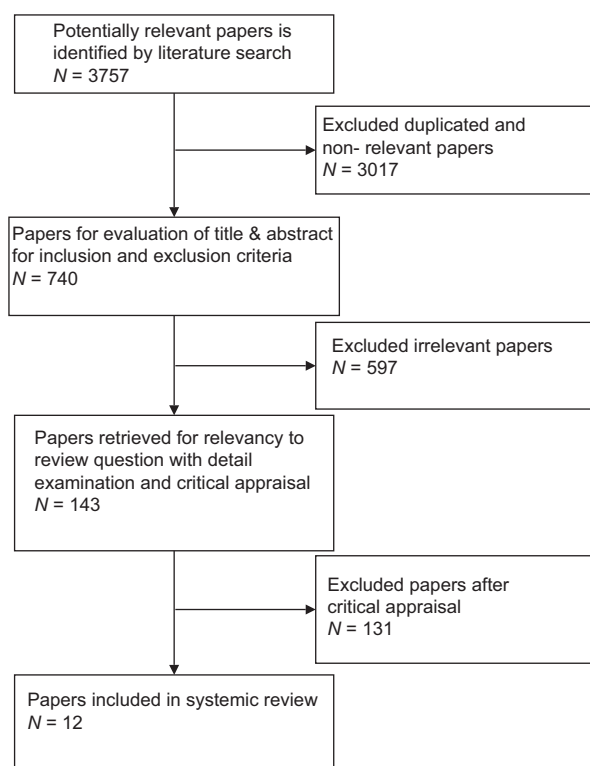 Potentially relevant papers is
identified by literature search
N = 3757
Excluded duplicated and
non- relevant papers
N = 3017
Papers for evaluation of title & abstract
for inclusion and exclusion criteria
N = 740
Excluded irrelevant papers
N = 597
Papers retrieved for relevancy to
review question with detail
examination and critical appraisal
N = 143
Excluded papers after
critical appraisal
N = 131
Papers included in systemic review
N = 12